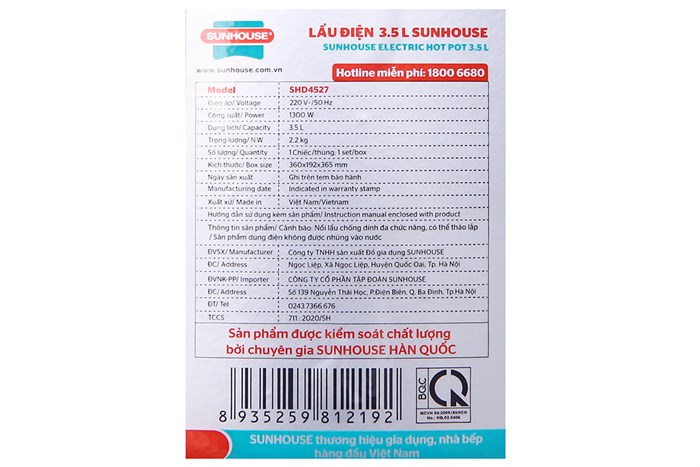 SUNHOUSE®
www.sunhouse.com.vn
LẨU ĐIỆN 3.5 L SUNHOUSE
SUNHOUSE ELECTRIC HOT POT 3.5 L
Hotline miễn phí: 1800 6680
Model SHD4527
Điện áp/ Voltage 220 V~/50 Hz
Công suất/ Power 1300 W
Dung tích/ Capacity 3.5 L
Trọng lượng/ N.W 2.2 kg
Số lượng/ Quantity 1 Chiếc/thùng; 1 set/box
Kích thước/ Box size 360x192x365 mm
Ngày sản xuất Ghi trên tem bảo hành
Manufacturing date Indicated in warranty stamp
Xuất xứ/ Made in Việt Nam/Vietnam
Hướng dẫn sử dụng kèm sản phẩm/ Instruction manual enclosed with product
Thông tin sản phẩm/ Cảnh báo: Nồi lẩu chống dính đa chức năng, có thể tháo lắp
/ Sản phẩm dùng điện không được nhúng vào nước
ĐVSX/ Manufacturer Công ty TNHH sản xuất Đồ gia dụng SUNHOUSE
ĐC/ Address Ngọc Liệp, Xã Ngọc Liệp, Huyện Quốc Oai, Tp. Hà Nội
ĐVNK-PP/ Importer CÔNG TY CỔ PHẦN TẬP ĐOÀN SUNHOUSE
ĐC/ Address Số 139 Nguyễn Thái Học, P.Điện Biên, Q. Ba Đình, Tp.Hà Nội
ĐT/ Tel 0243.7366.676
TCCS 711 : 2020/SH
Sản phẩm được kiểm soát chất lượng
bởi chuyên gia SUNHOUSE HÀN QUỐC
8 935259 812192
BQC
QCVN 04:2009/BKHCN
No.: HQ.02.0406
SUNHOUSE thương hiệu gia dụng, nhà bếp
hàng đầu Việt Nam